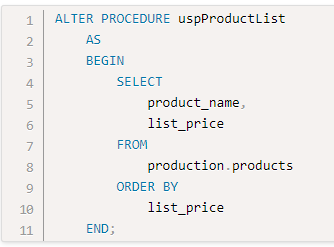 1 ALTER PROCEDURE uspProductList
2     AS
3     BEGIN
4         SELECT
5             product_name,
6             list_price
7         FROM
8             production.products
9         ORDER BY
10             list_price
11     END;